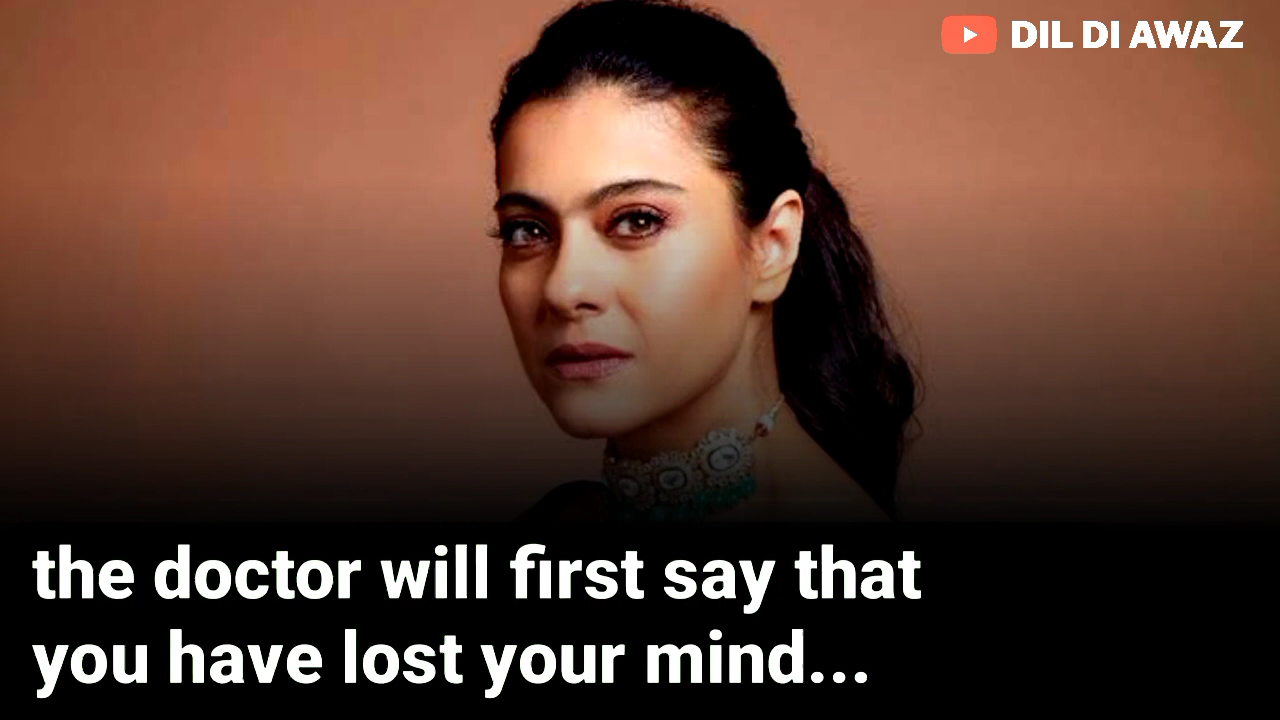 DIL DI AWAZ
the doctor will first say that
you have lost your mind...